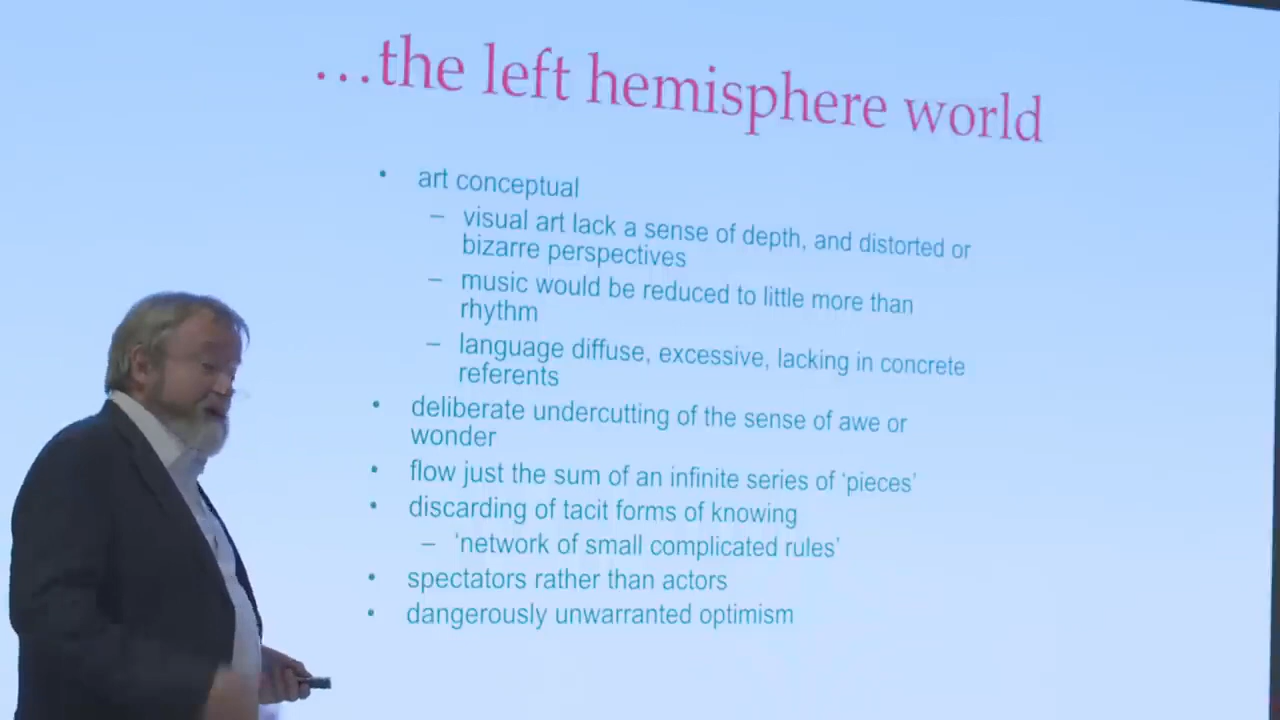 …the left hemisphere world
• art conceptual
– visual art lack a sense of depth, and distorted or
bizarre perspectives
– music would be reduced to little more than
rhythm
– language diffuse, excessive, lacking in concrete
referents
• deliberate undercutting of the sense of awe or
wonder
• flow just the sum of an infinite series of ‘pieces’
• discarding of tacit forms of knowing
– ‘network of small complicated rules’
• spectators rather than actors
• dangerously unwarranted optimism